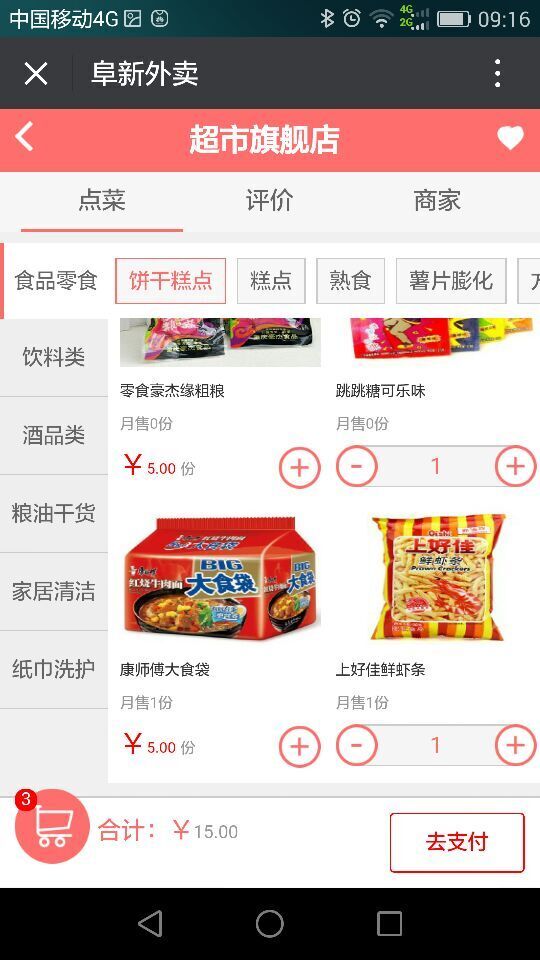 中国移动4G
4G
2G
09:16
阜新外卖
超市旗舰店
点菜
评价
商家
食品零食
饼干糕点
糕点
熟食
薯片膨化
饮料类
酒品类
粮油干货
家居清洁
纸巾洗护
零食豪杰缘粗粮
月售0份
￥5.00 份
+
跳跳糖可乐味
月售0份
- 1 +
红烧牛肉面
BIG
大食袋
康师傅大食袋
月售1份
￥5.00 份
+
Oishi
上好佳
鲜虾条
Prawn Crackers
上好佳鲜虾条
月售1份
- 1 +
3
合计：￥15.00
去支付